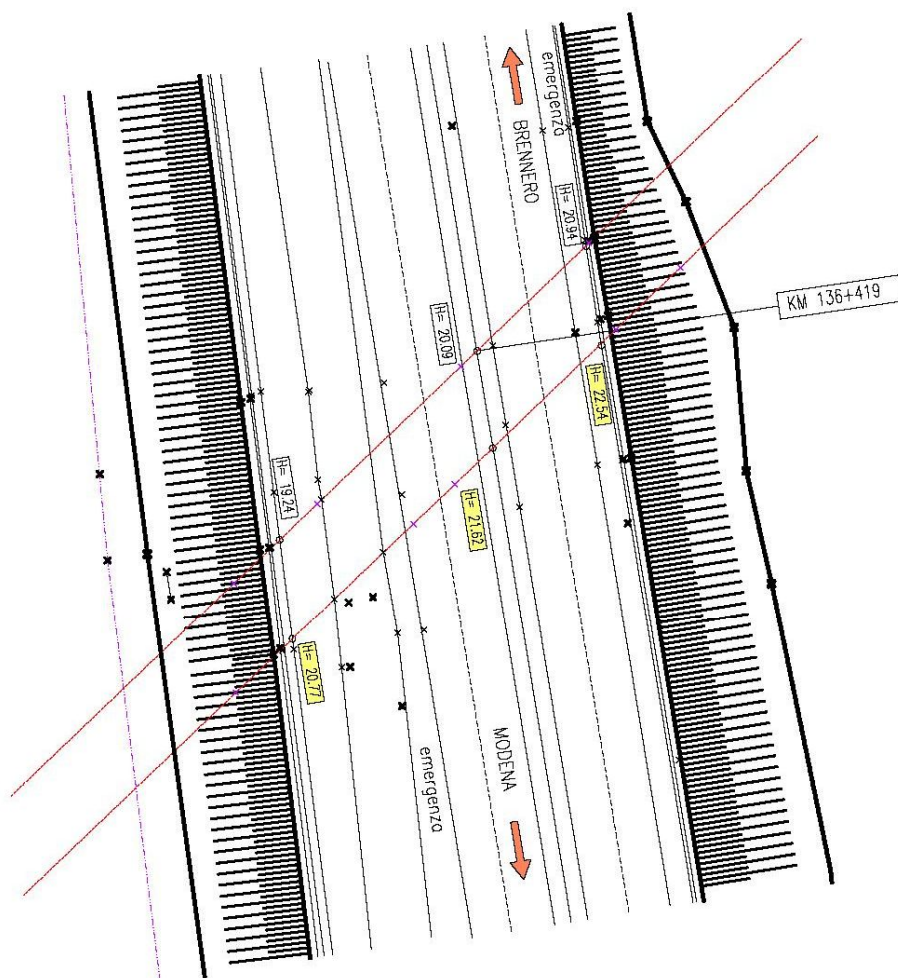 emergenza
BRENNERO
H= 20.94
KM 136+419
H= 20.09
H= 22.54
H= 19.24
H= 21.62
H= 20.77
MODENA
emergenza